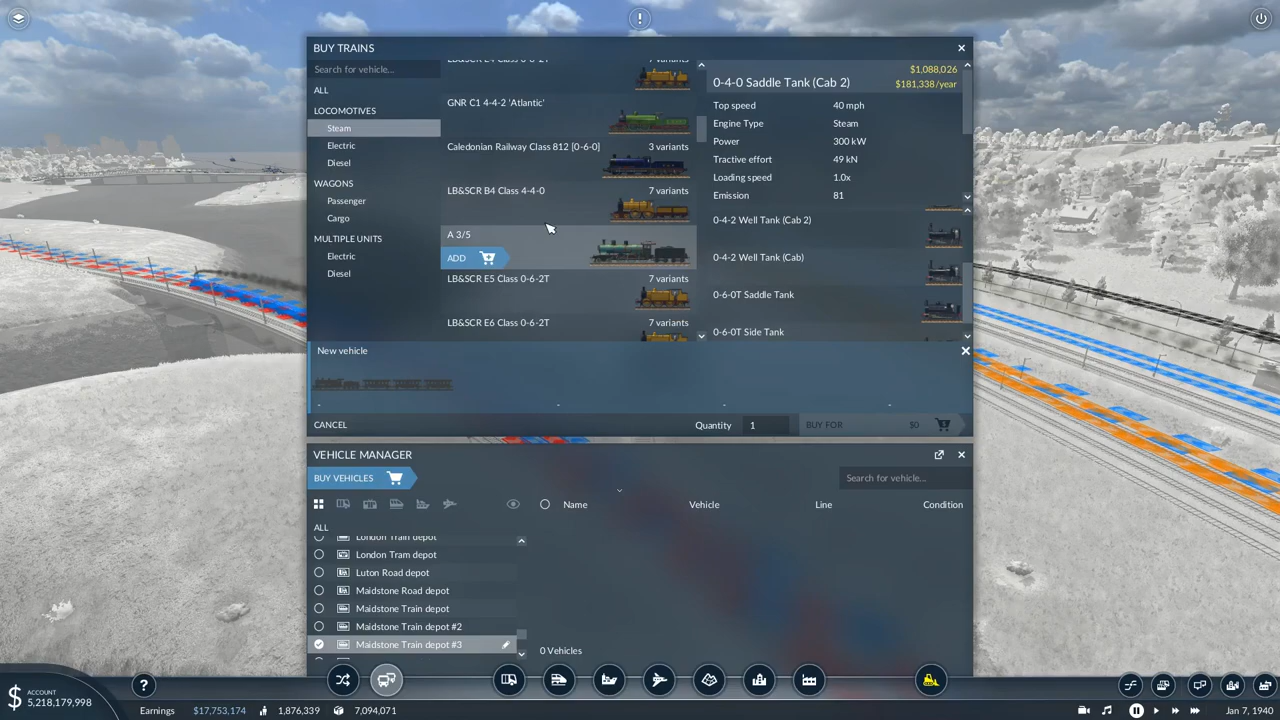 BUY TRAINS
Search for vehicle...
ALL
LOCOMOTIVES
Steam
Electric
Diesel
WAGONS
Passenger
Cargo
MULTIPLE UNITS
Electric
Diesel
7 variants
GNR C1 4-4-2 'Atlantic'
Caledonian Railway Class 812 [0-6-0] 3 variants
LB&SCR B4 Class 4-4-0 7 variants
A 3/5
ADD
LB&SCR E5 Class 0-6-2T 7 variants
LB&SCR E6 Class 0-6-2T 7 variants
$1,088,026
0-4-0 Saddle Tank (Cab 2)
$181,338/year
Top speed 40 mph
Engine Type Steam
Power 300 kW
Tractive effort 49 kN
Loading speed 1.0x
Emission 81
0-4-2 Well Tank (Cab 2)
0-4-2 Well Tank (Cab)
0-6-0T Saddle Tank
0-6-0T Side Tank
New vehicle
- - - -
CANCEL
Quantity 1
BUY FOR $0
VEHICLE MANAGER
BUY VEHICLES
Search for vehicle...
Name Vehicle Line Condition
ALL
London Train depot
London Tram depot
Luton Road depot
Maidstone Road depot
Maidstone Train depot
Maidstone Train depot #2
Maidstone Train depot #3
0 Vehicles
$ ACCOUNT
5,218,179,998
?
Earnings $17,753,174 1,876,339 7,094,071
Jan 7, 1940